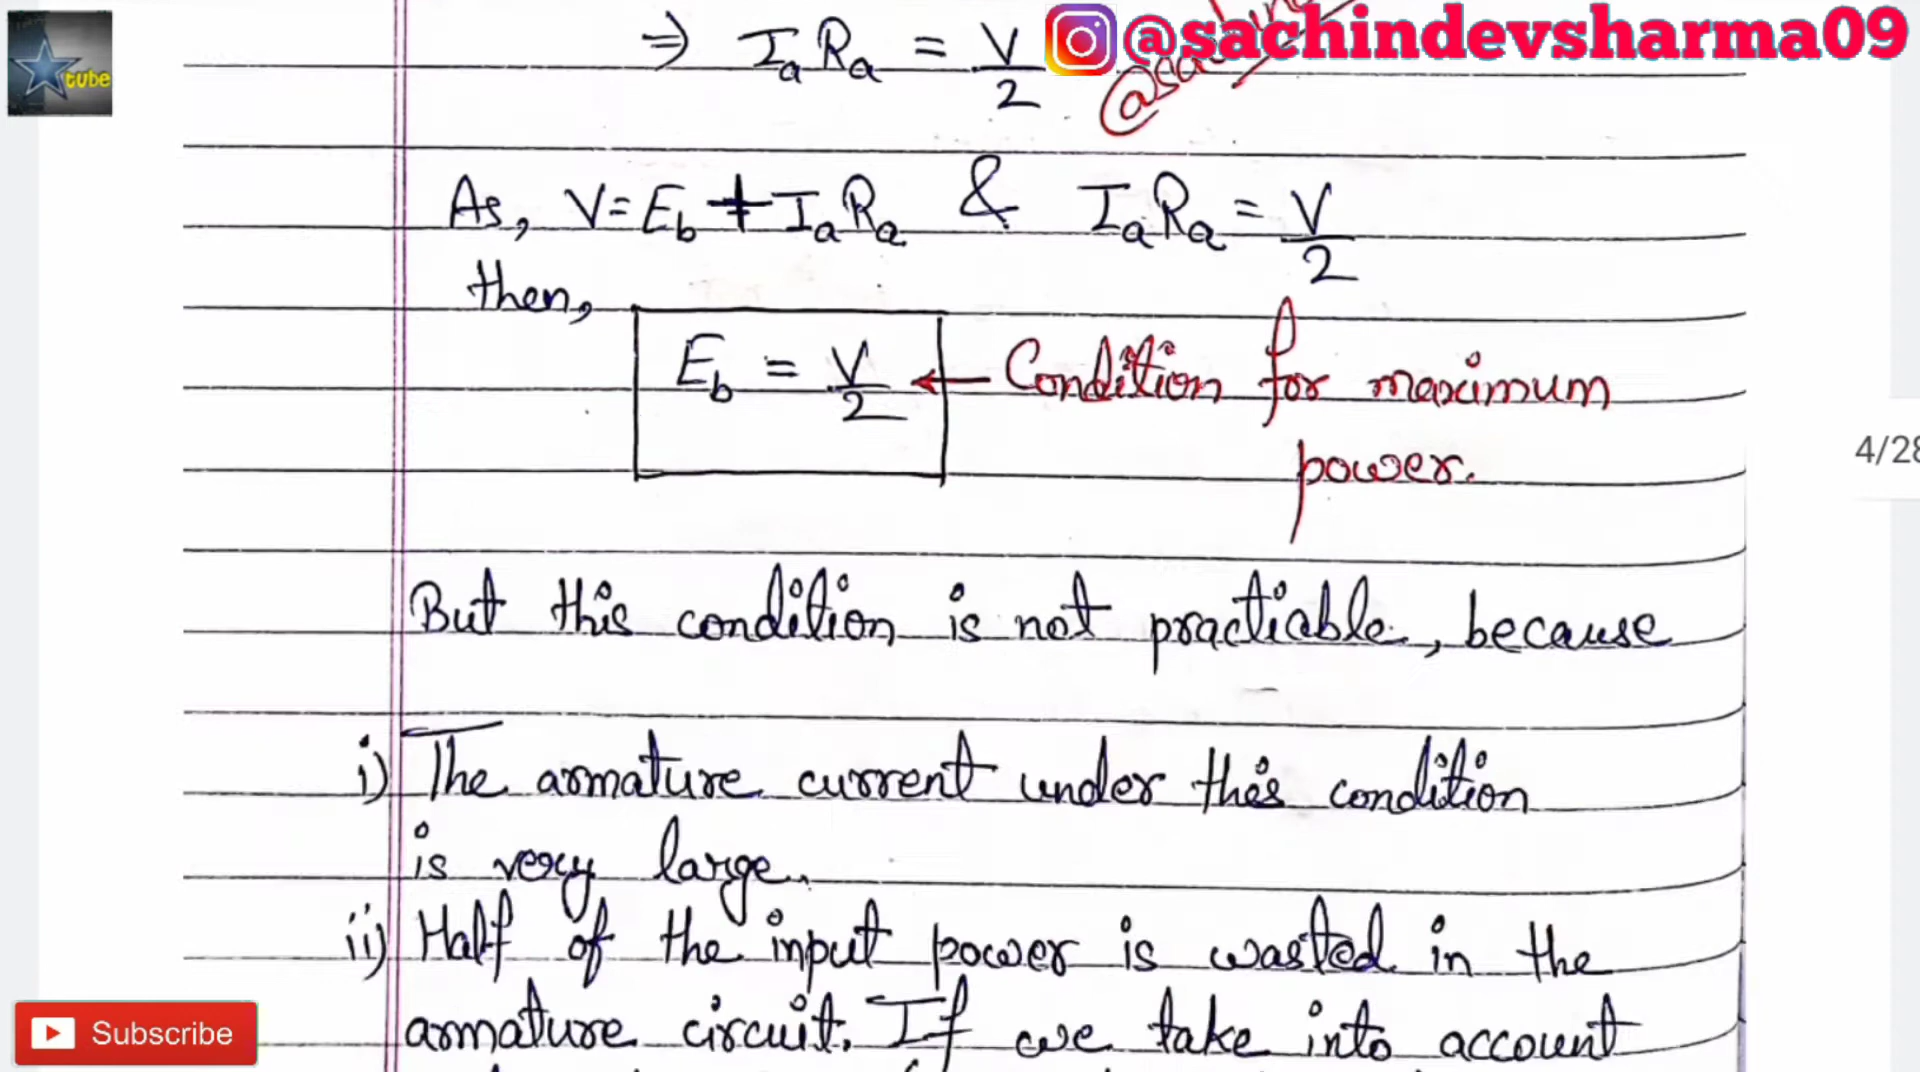 tube
@sachindevsharma09
⇒ IaRa = V/2
As, V = Eb + IaRa & IaRa = V/2
then,
Eb = V/2 ← Condition for maximum
power.
4/28
But this condition is not practiable, because
i) The armature current under this condition
is very large.
ii) Half of the input power is wasted in the
armature circuit. If we take into account
Subscribe